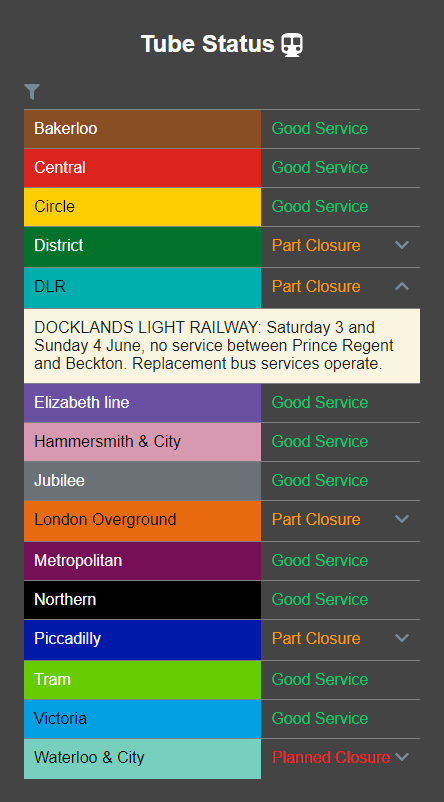 Tube Status
Bakerloo Good Service
Central Good Service
Circle Good Service
District Part Closure
DLR Part Closure
DOCKLANDS LIGHT RAILWAY: Saturday 3 and
Sunday 4 June, no service between Prince Regent
and Beckton. Replacement bus services operate.
Elizabeth line Good Service
Hammersmith & City Good Service
Jubilee Good Service
London Overground Part Closure
Metropolitan Good Service
Northern Good Service
Piccadilly Part Closure
Tram Good Service
Victoria Good Service
Waterloo & City Planned Closure